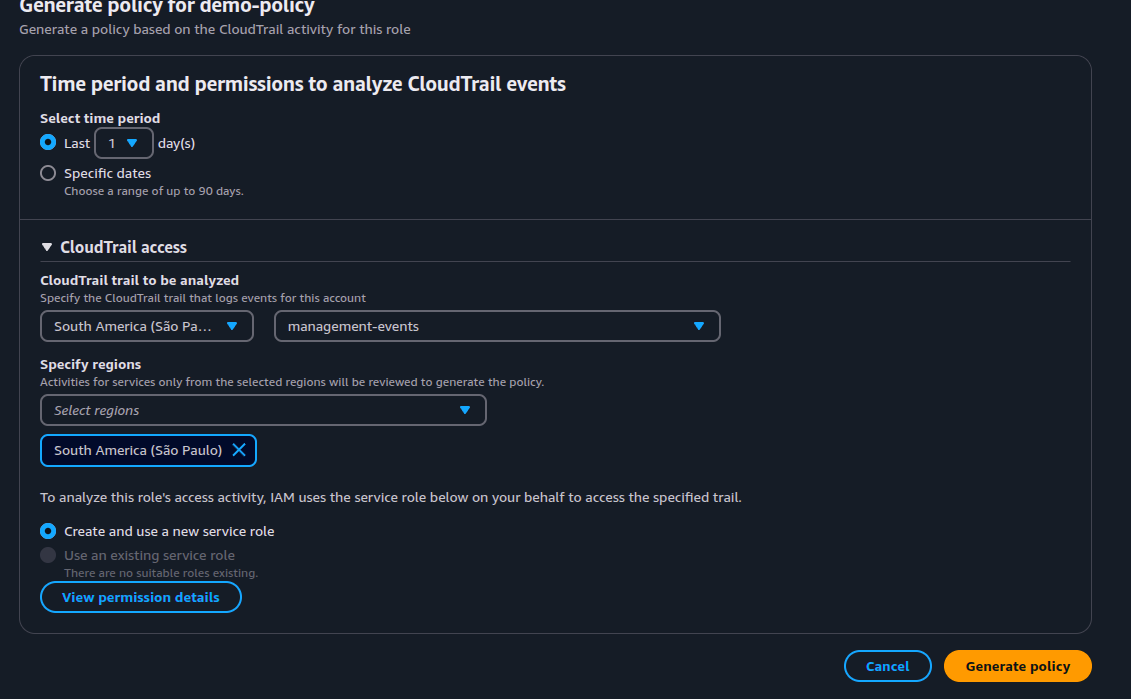 Generate policy for demo-policy
Generate a policy based on the CloudTrail activity for this role
Time period and permissions to analyze CloudTrail events
Select time period
Last 1 day(s)
Specific dates
Choose a range of up to 90 days.
CloudTrail access
CloudTrail trail to be analyzed
Specify the CloudTrail trail that logs events for this account
South America (São Pa... management-events
Specify regions
Activities for services only from the selected regions will be reviewed to generate the policy.
Select regions
South America (São Paulo)
To analyze this role's access activity, IAM uses the service role below on your behalf to access the specified trail.
Create and use a new service role
Use an existing service role
There are no suitable roles existing.
View permission details
Cancel Generate policy